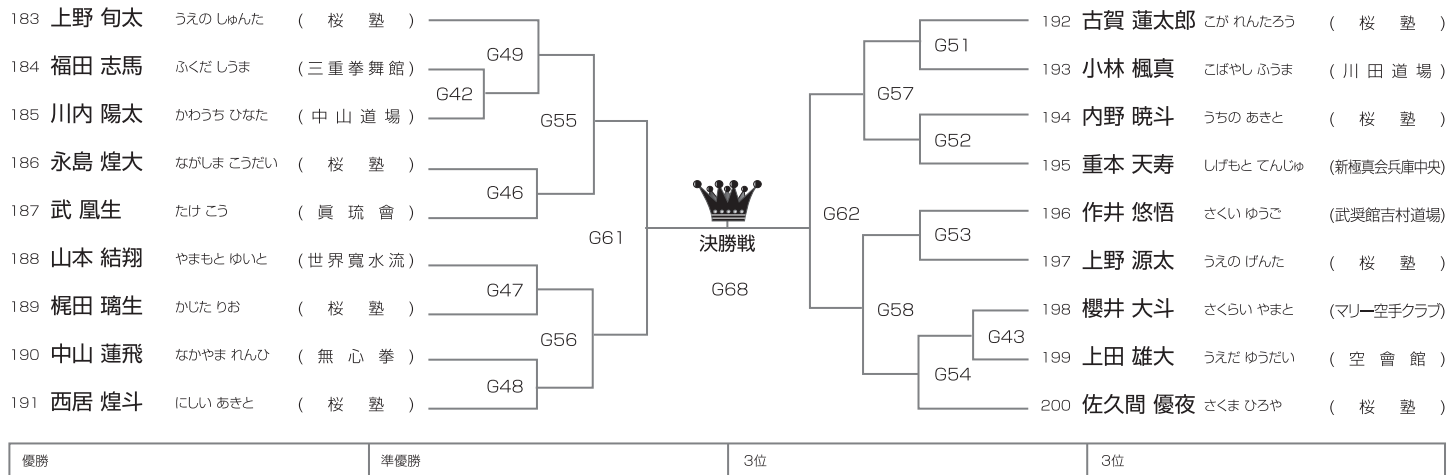 183 上野 旬太 うえの しゅんた ( 桜 塾 )
184 福田 志馬 ふくだ しうま (三重拳舞館)
185 川内 陽太 かわうち ひなた (中山道場)
186 永島 煌大 ながしま こうだい ( 桜 塾 )
187 武 凰生 たけ こう ( 眞 琉 會 )
188 山本 結翔 やまもと ゆいと (世界寛水流)
189 梶田 璃生 かじた りお ( 桜 塾 )
190 中山 蓮飛 なかやま れんひ ( 無 心 拳 )
191 西居 煌斗 にしい あきと ( 桜 塾 )
G49
G42
G55
G46
G61
G47
G56
G48
決勝戦
G68
G51
G57
G52
G62
G53
G58
G43
G54
192 古賀 蓮太郎 こが れんたろう ( 桜 塾 )
193 小林 楓真 こばやし ふうま ( 川 田 道 場 )
194 内野 暁斗 うちの あきと ( 桜 塾 )
195 重本 天寿 しげもと てんじゅ (新極真会兵庫中央)
196 作井 悠悟 さくい ゆうご (武奨館吉村道場)
197 上野 源太 うえの げんた ( 桜 塾 )
198 櫻井 大斗 さくらい やまと (マリー空手クラブ)
199 上田 雄大 うえだ ゆうだい ( 空 會 館 )
200 佐久間 優夜 さくま ひろや ( 桜 塾 )
優勝 準優勝 3位 3位